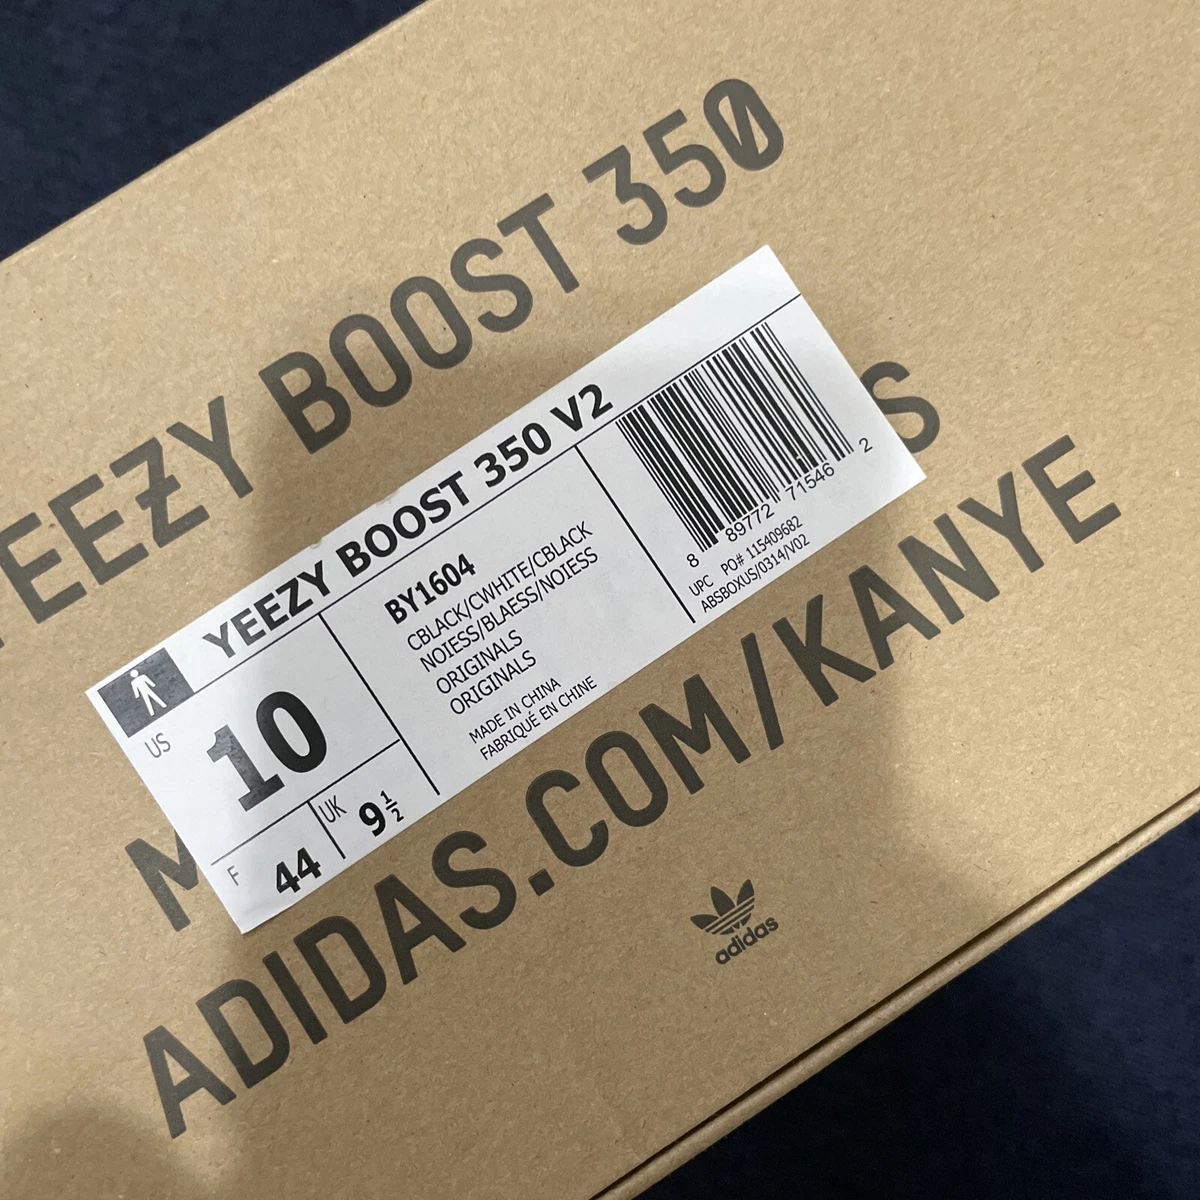 YEEZY BOOST 350
YEEZY BOOST 350 V2
US
10
F
44
UK
9½
BY1604
CBLACK/CWHITE/CBLACK
NOIESS/BLAESS/NOIESS
ORIGINALS
ORIGINALS
MADE IN CHINA
FABRIQUÉ EN CHINE
8 89772 71546 2
UPC PO# 115409682
ABSBOXUS/0314/V02
M S
ADIDAS.COM/KANYE
adidas